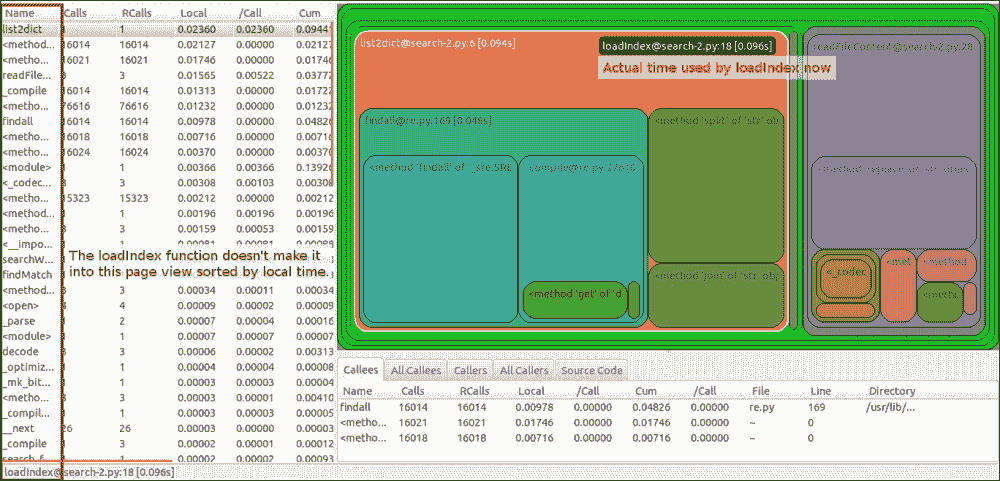 Name Calls RCalls Local /Call Cum
list2dict 1 1 0.02360 0.02360 0.0944
<method... 16014 16014 0.02127 0.00000 0.02127
<metho... 16021 16021 0.01746 0.00000 0.01746
readFile... 3 3 0.01565 0.00522 0.03772
_compile 16014 16014 0.01313 0.00000 0.01722
<metho... 76616 76616 0.01232 0.00000 0.01232
findall 16014 16014 0.00978 0.00000 0.04826
<metho... 16018 16018 0.00716 0.00000 0.00716
<metho... 16024 16024 0.00370 0.00000 0.00370
<module> 1 1 0.00366 0.00366 0.1392
<_codec... 3 3 0.00308 0.00103 0.00308
<metho... 15323 15323 0.00212 0.00000 0.00212
<method... 1 1 0.00196 0.00196 0.00196
<metho... 3 3 0.00159 0.00053 0.00159
<__impo... 1 0.00081 0.00081
searchW...
The loadIndex function doesn't make it
into this page view sorted by local time.
findMatch
<metho... 3 3 0.00034 0.00011 0.00034
<open> 4 4 0.00009 0.00002 0.00009
_parse 1 2 0.00007 0.00004 0.00016
<module> 1 1 0.00007 0.00007
decode 3 3 0.00006 0.00002 0.00313
_optimiz... 1 1 0.00004 0.00004 0.00008
_mk_bit... 1 1 0.00003 0.00003 0.00004
<method... 3 3 0.00003 0.00001 0.00410
_compil... 1 1 0.00003 0.00003 0.00005
__next 26 26 0.00003 0.00000 0.00003
_compile 3 3 0.00002 0.00001 0.00012
search_f... 1 1 0.00002 0.00002 0.00093
loadIndex@search-2.py:18 [0.096s]
list2dict@search-2.py:6 [0.094s]
loadIndex@search-2.py:18 [0.096s]
Actual time used by loadIndex now
readFileContent@search-2.py:28
findall@re.py:169 [0.048s]
<method 'split' of 'str' obj
<method 'findall' of '_sre.SRE
<method 'replace' of 'str' objects
<_codec
<met
<method
<metho
<method 'get' of 'd
<method 'join' of 'str' obj
Callees All Callees Callers All Callers Source Code
Name Calls RCalls Local /Call Cum File Line Directory
findall 16014 16014 0.00978 0.00000 0.04826 re.py 169 /usr/lib/...
<metho... 16021 16021 0.01746 0.00000 0.01746 ~ 0
<metho... 16018 16018 0.00716 0.00000 0.00716 ~ 0